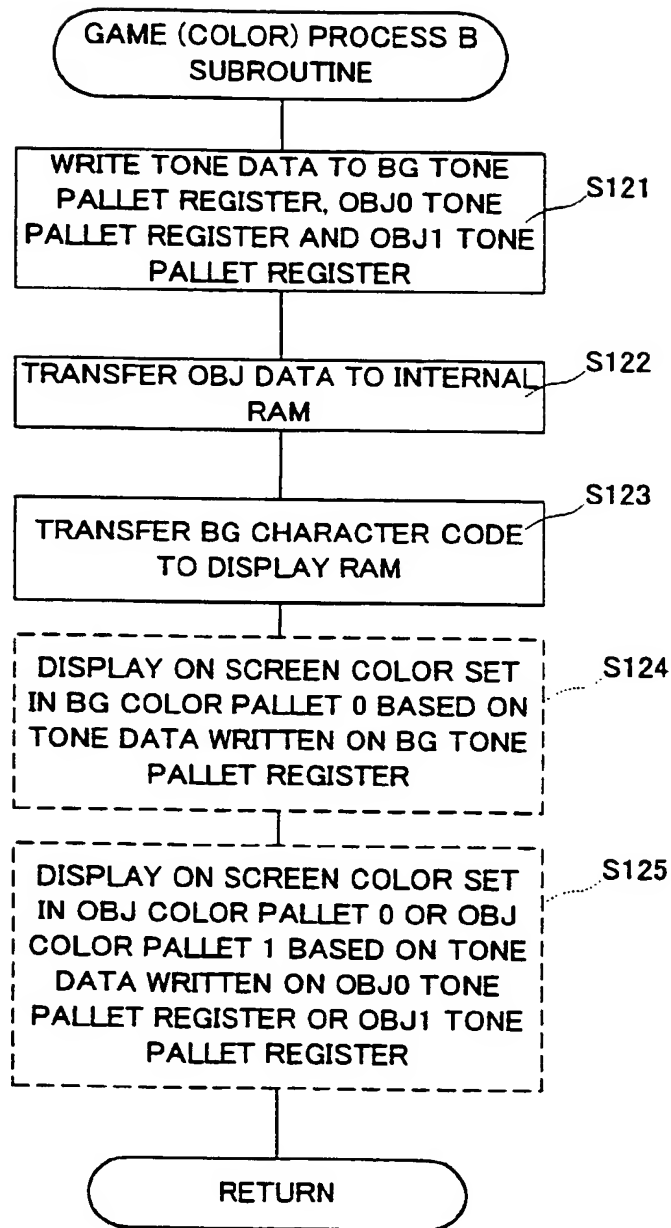 GAME (COLOR) PROCESS B
SUBROUTINE
WRITE TONE DATA TO BG TONE
PALLET REGISTER, OBJ0 TONE
PALLET REGISTER AND OBJ1 TONE
PALLET REGISTER
S121
TRANSFER OBJ DATA TO INTERNAL
RAM
S122
TRANSFER BG CHARACTER CODE
TO DISPLAY RAM
S123
DISPLAY ON SCREEN COLOR SET
IN BG COLOR PALLET 0 BASED ON
TONE DATA WRITTEN ON BG TONE
PALLET REGISTER
S124
DISPLAY ON SCREEN COLOR SET
IN OBJ COLOR PALLET 0 OR OBJ
COLOR PALLET 1 BASED ON TONE
DATA WRITTEN ON OBJ0 TONE
PALLET REGISTER OR OBJ1 TONE
PALLET REGISTER
S125
RETURN